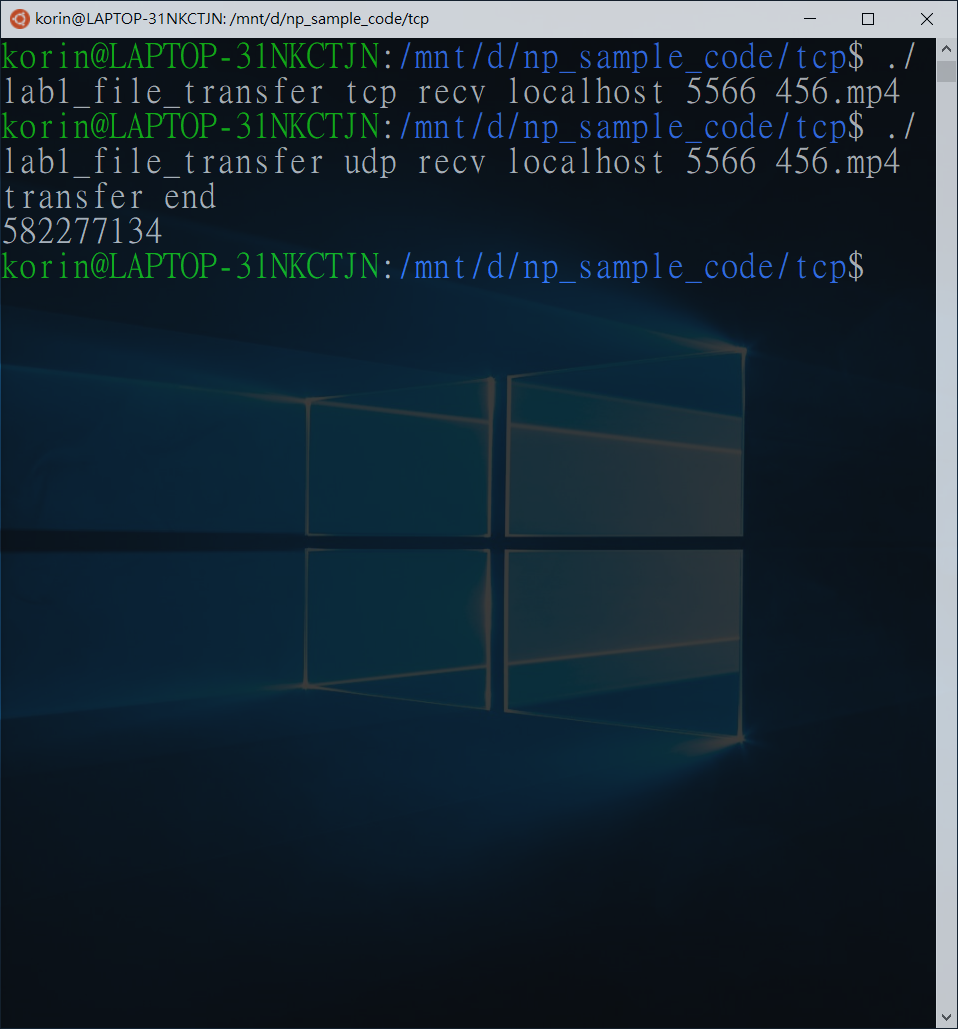 korin@LAPTOP-31NKCTJN: /mnt/d/np_sample_code/tcp
korin@LAPTOP-31NKCTJN:/mnt/d/np_sample_code/tcp$ ./
lab1_file_transfer tcp recv localhost 5566 456.mp4
korin@LAPTOP-31NKCTJN:/mnt/d/np_sample_code/tcp$ ./
lab1_file_transfer udp recv localhost 5566 456.mp4
transfer end
582277134
korin@LAPTOP-31NKCTJN:/mnt/d/np_sample_code/tcp$